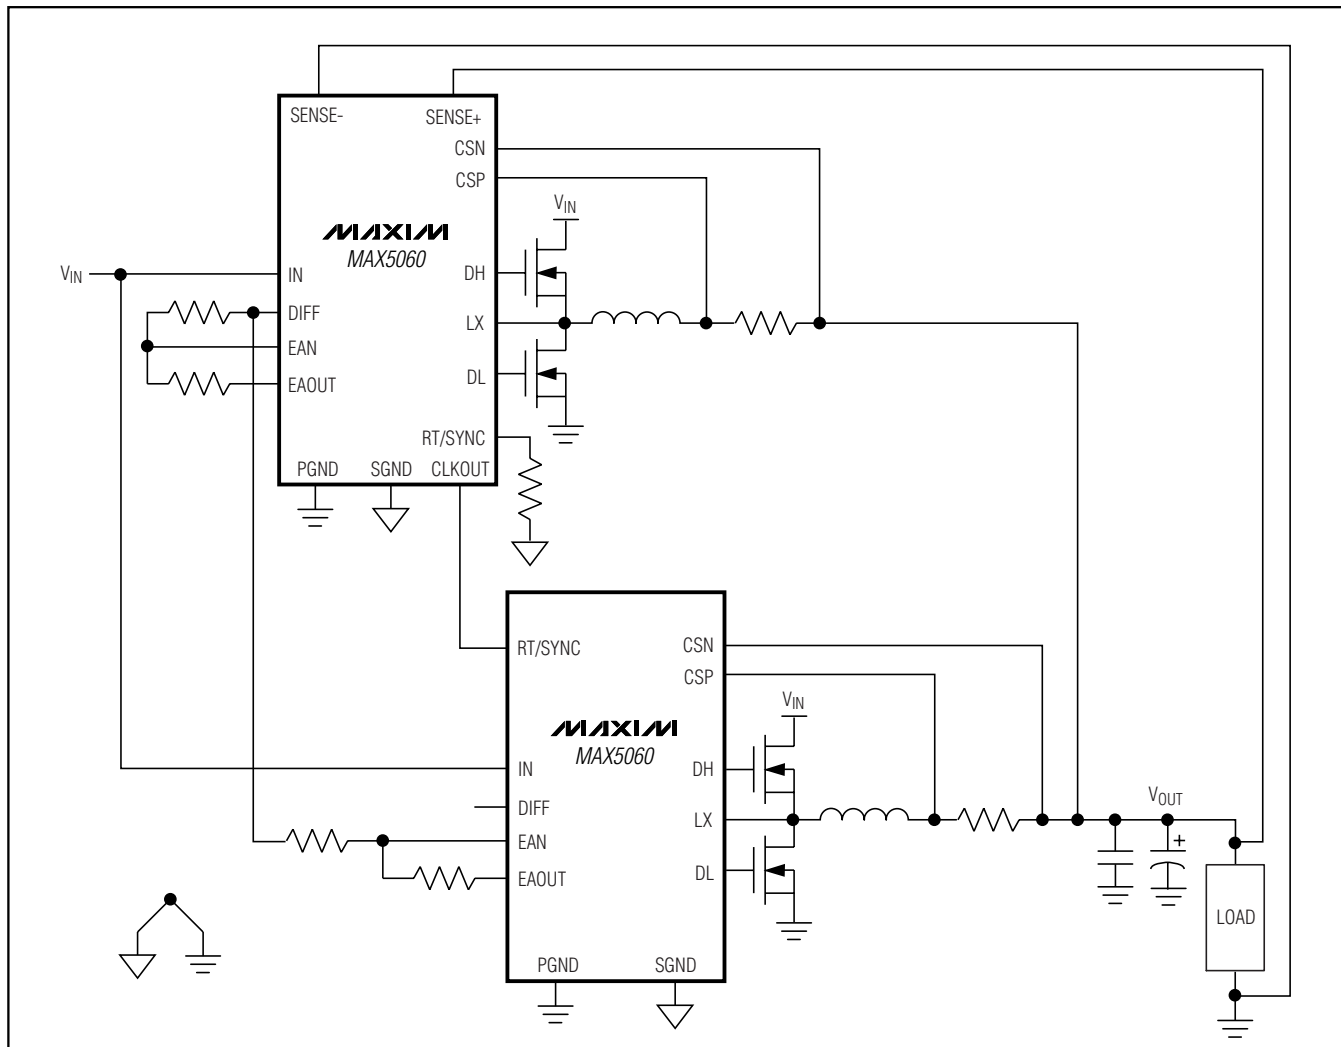 SENSE-
SENSE+
CSN
CSP
VIN
MAXIM
MAX5060
VIN
IN
DH
DIFF
LX
EAN
DL
EAOUT
RT/SYNC
PGND
SGND
CLKOUT
RT/SYNC
CSN
CSP
VIN
MAXIM
MAX5060
IN
DH
DIFF
VOUT
LX
+
EAN
DL
EAOUT
LOAD
PGND
SGND